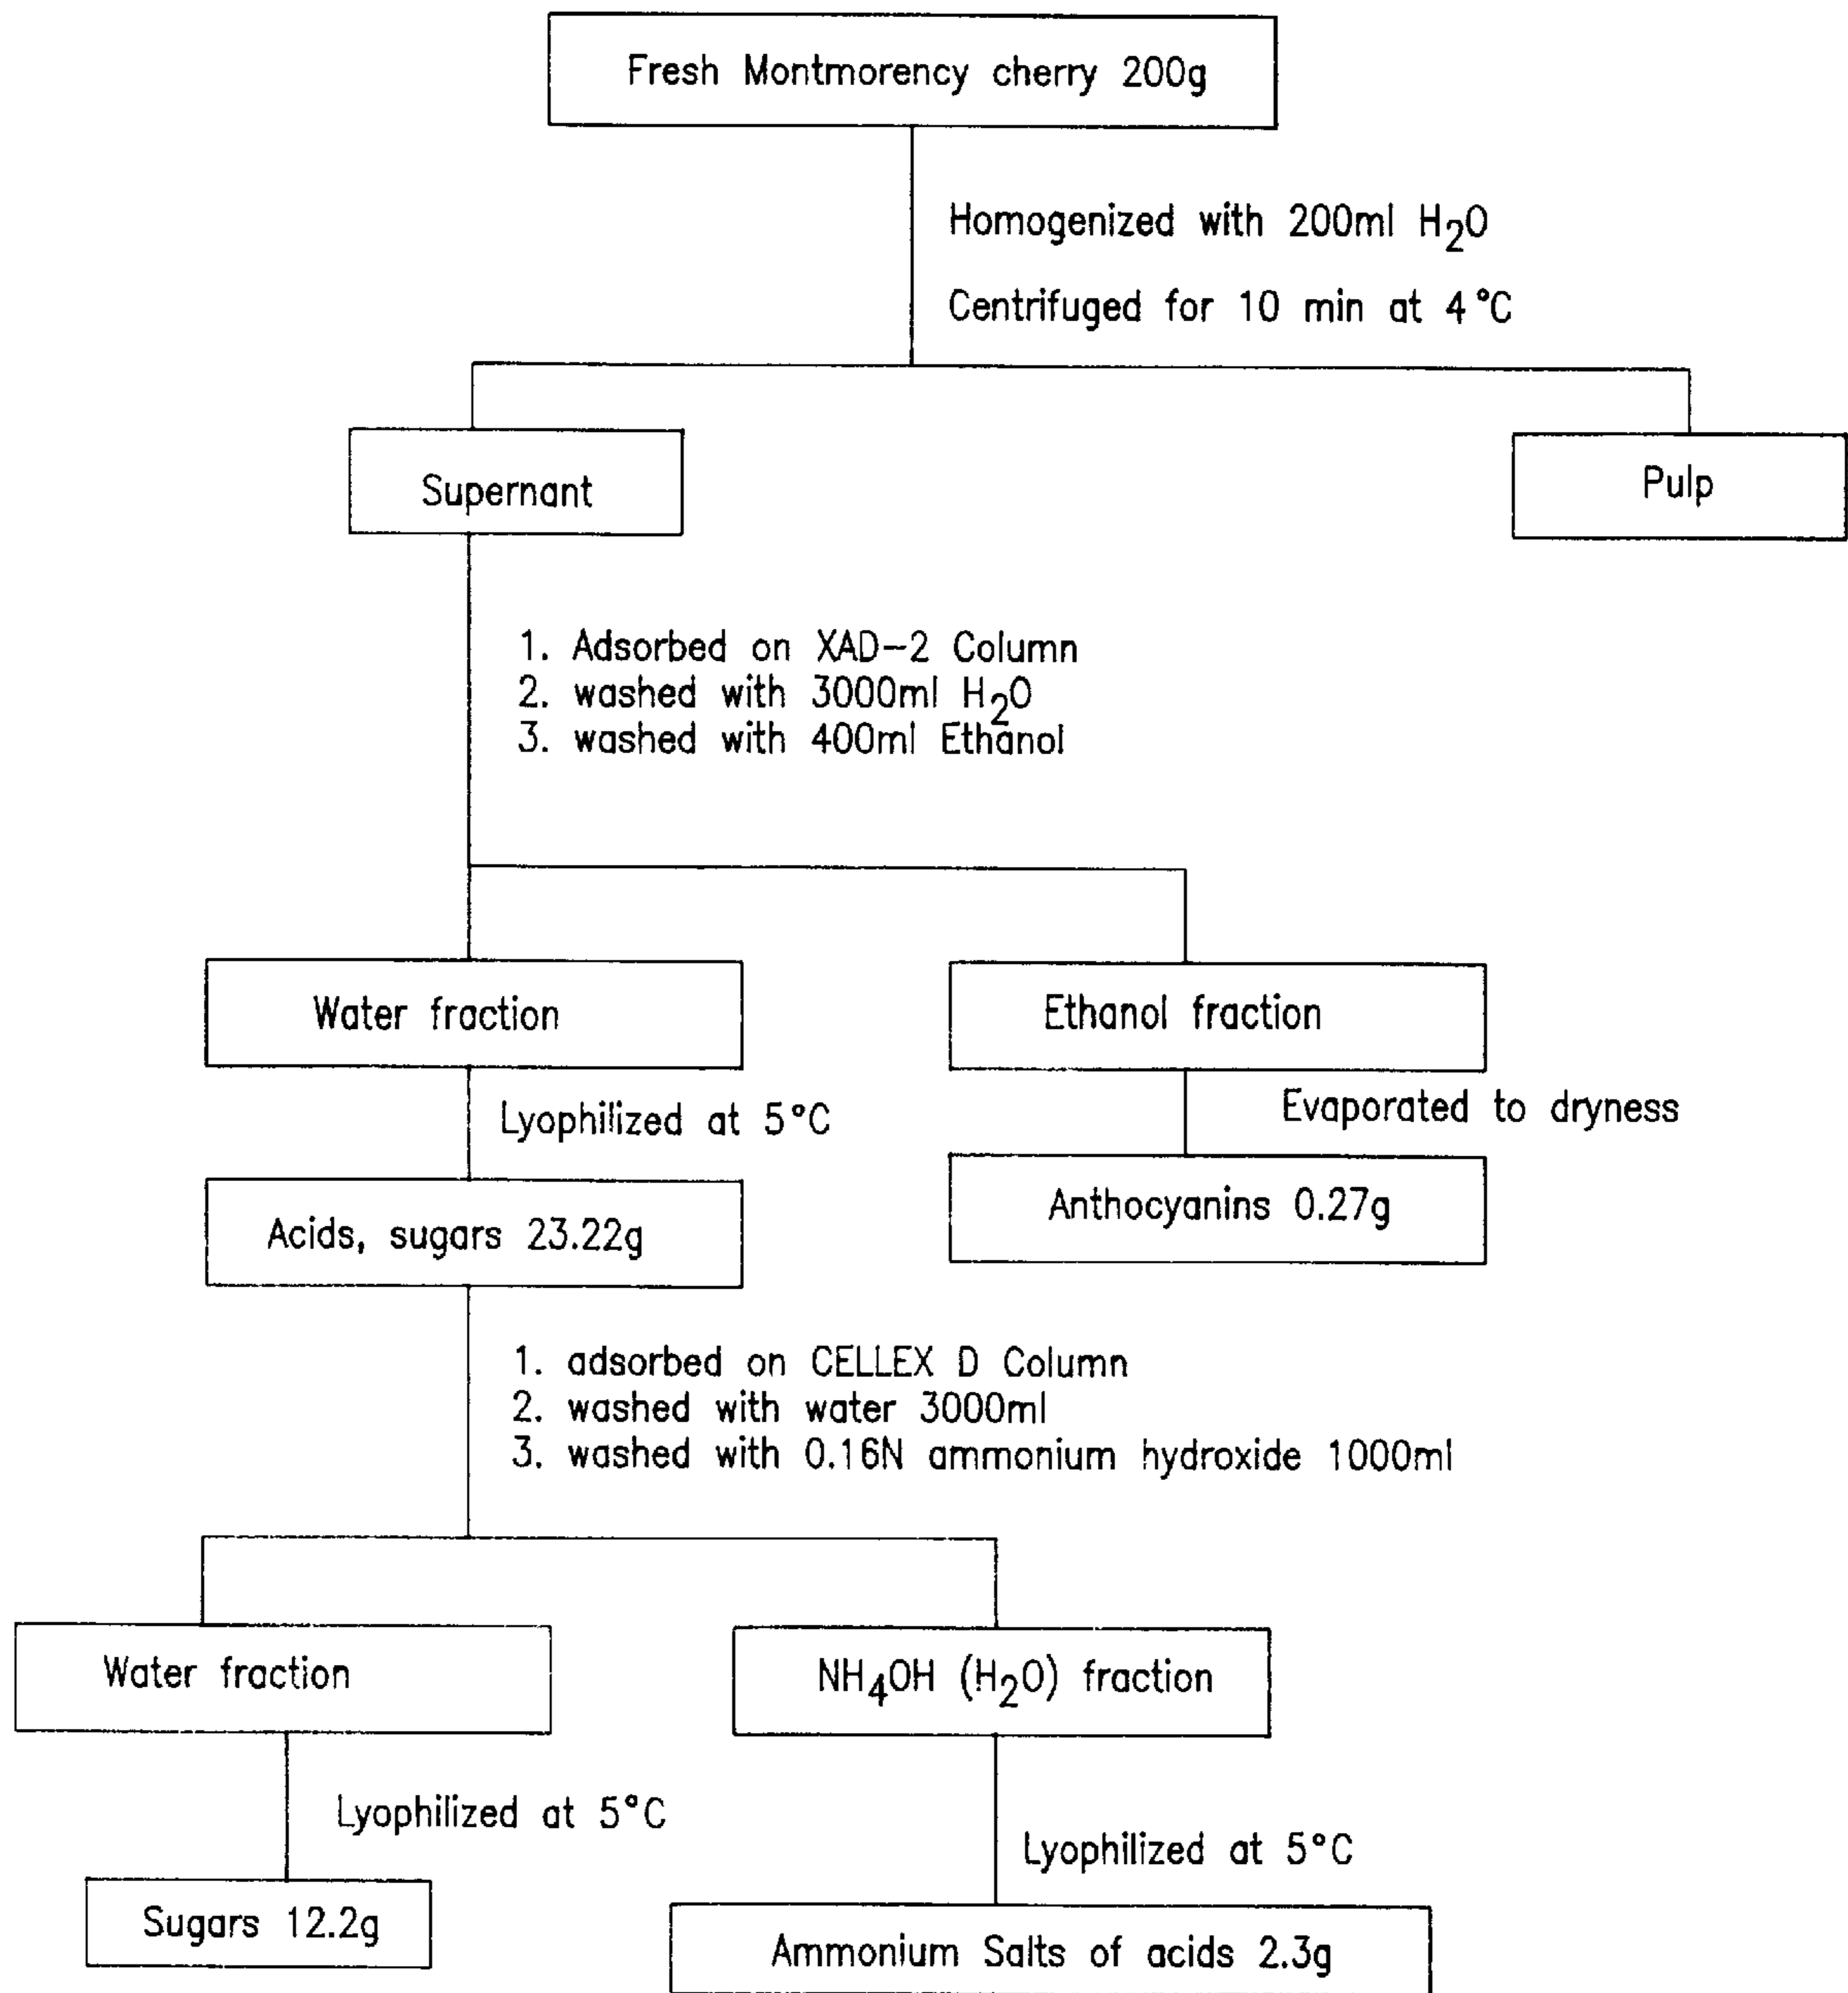 Fresh Montmorency cherry 200g
Homogenized with 200ml H₂O
Centrifuged for 10 min at 4°C
Supernant
Pulp
1. Adsorbed on XAD-2 Column
2. washed with 3000ml H₂O
3. washed with 400ml Ethanol
Water fraction
Ethanol fraction
Lyophilized at 5°C
Evaporated to dryness
Acids, sugars 23.22g
Anthocyanins 0.27g
1. adsorbed on CELLEX D Column
2. washed with water 3000ml
3. washed with 0.16N ammonium hydroxide 1000ml
Water fraction
NH₄OH (H₂O) fraction
Lyophilized at 5°C
Lyophilized at 5°C
Sugars 12.2g
Ammonium Salts of acids 2.3g